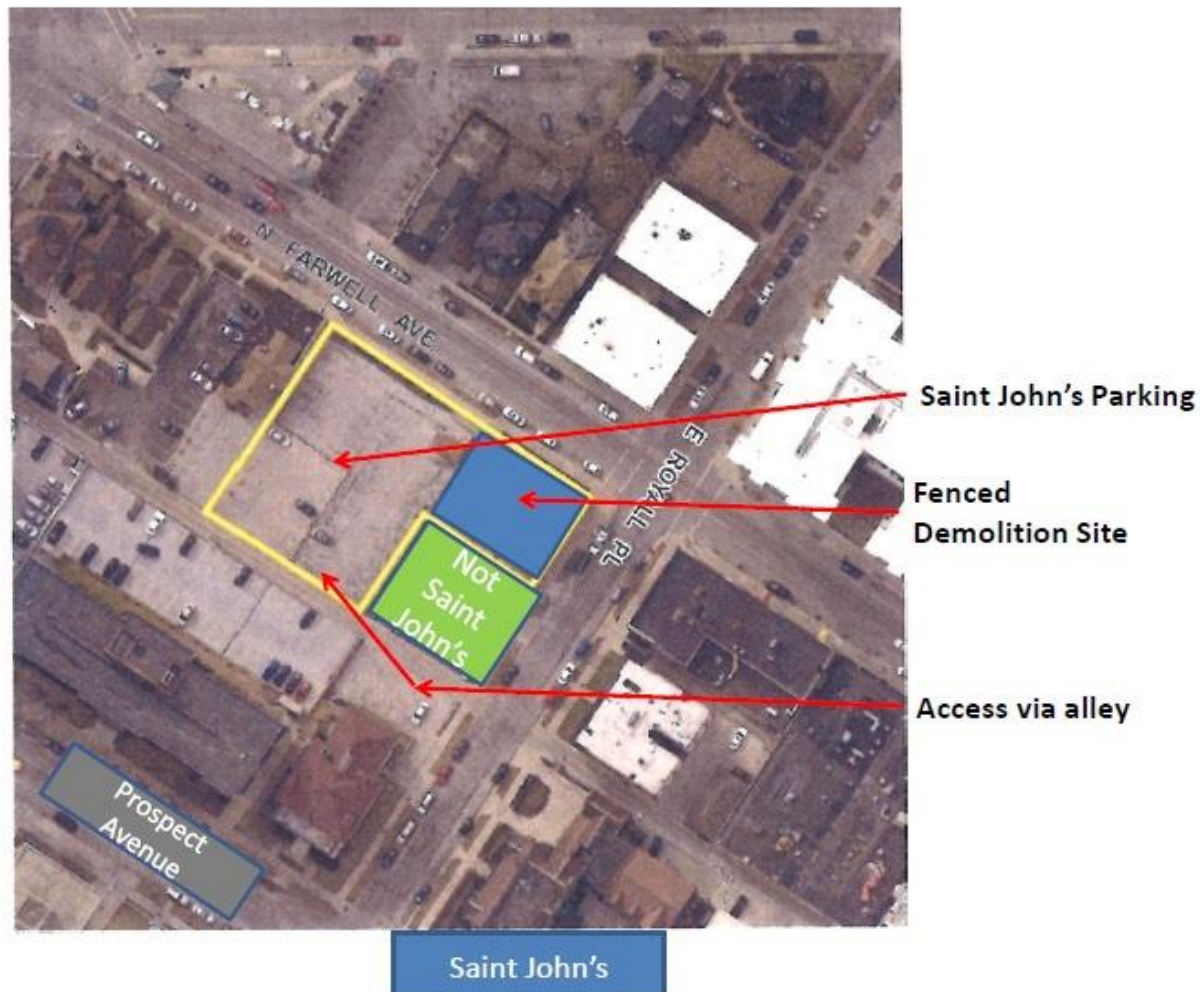 N FARWELL AVE.
E ROYALL PL
Saint John's Parking
Fenced
Demolition Site
Not
Saint
John's
Access via alley
Prospect
Avenue
Saint John's